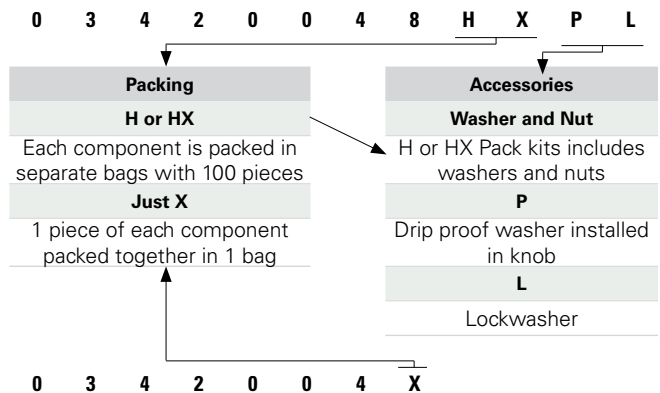 0 3 4 2 0 0 4 8 H X P L
Packing
H or HX
Each component is packed in
separate bags with 100 pieces
Just X
1 piece of each component
packed together in 1 bag
Accessories
Washer and Nut
H or HX Pack kits includes
washers and nuts
P
Drip proof washer installed
in knob
L
Lockwasher
0 3 4 2 0 0 4 X